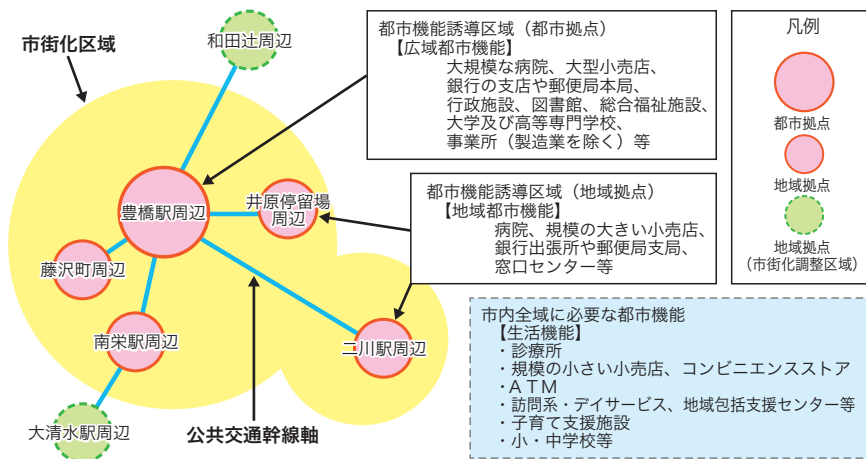 市街化区域
和田辻周辺
豊橋駅周辺
井原停留場
周辺
藤沢町周辺
南栄駅周辺
二川駅周辺
大清水駅周辺
公共交通幹線軸
都市機能誘導区域(都市拠点)
【広域都市機能】
大規模な病院、大型小売店、
銀行の支店や郵便局本局、
行政施設、図書館、総合福祉施設、
大学及び高等専門学校、
事業所(製造業を除く)等
都市機能誘導区域(地域拠点)
【地域都市機能】
病院、規模の大きい小売店、
銀行出張所や郵便局支局、
窓口センター等
凡例
都市拠点
地域拠点
地域拠点
(市街化調整区域)
市内全域に必要な都市機能
【生活機能】
・診療所
・規模の小さい小売店、コンビニエンスストア
・ATM
・訪問系・デイサービス、地域包括支援センター等
・子育て支援施設
・小・中学校等